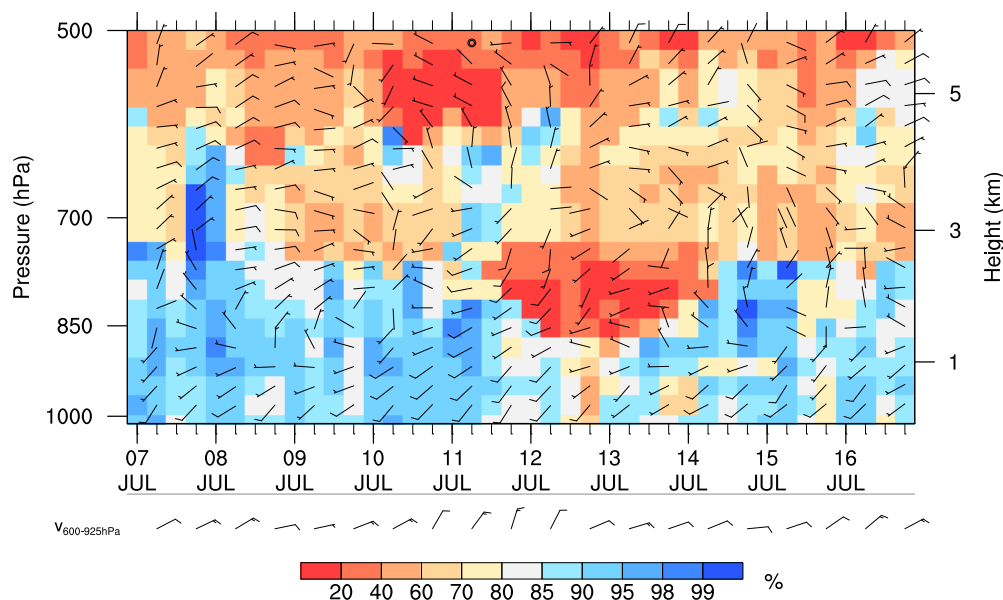 500
700
850
1000
Pressure (hPa)
5
3
1
Height (km)
07 08 09 10 11 12 13 14 15 16
JUL JUL JUL JUL JUL JUL JUL JUL JUL JUL
v600-925hPa
20 40 60 70 80 85 90 95 98 99 %